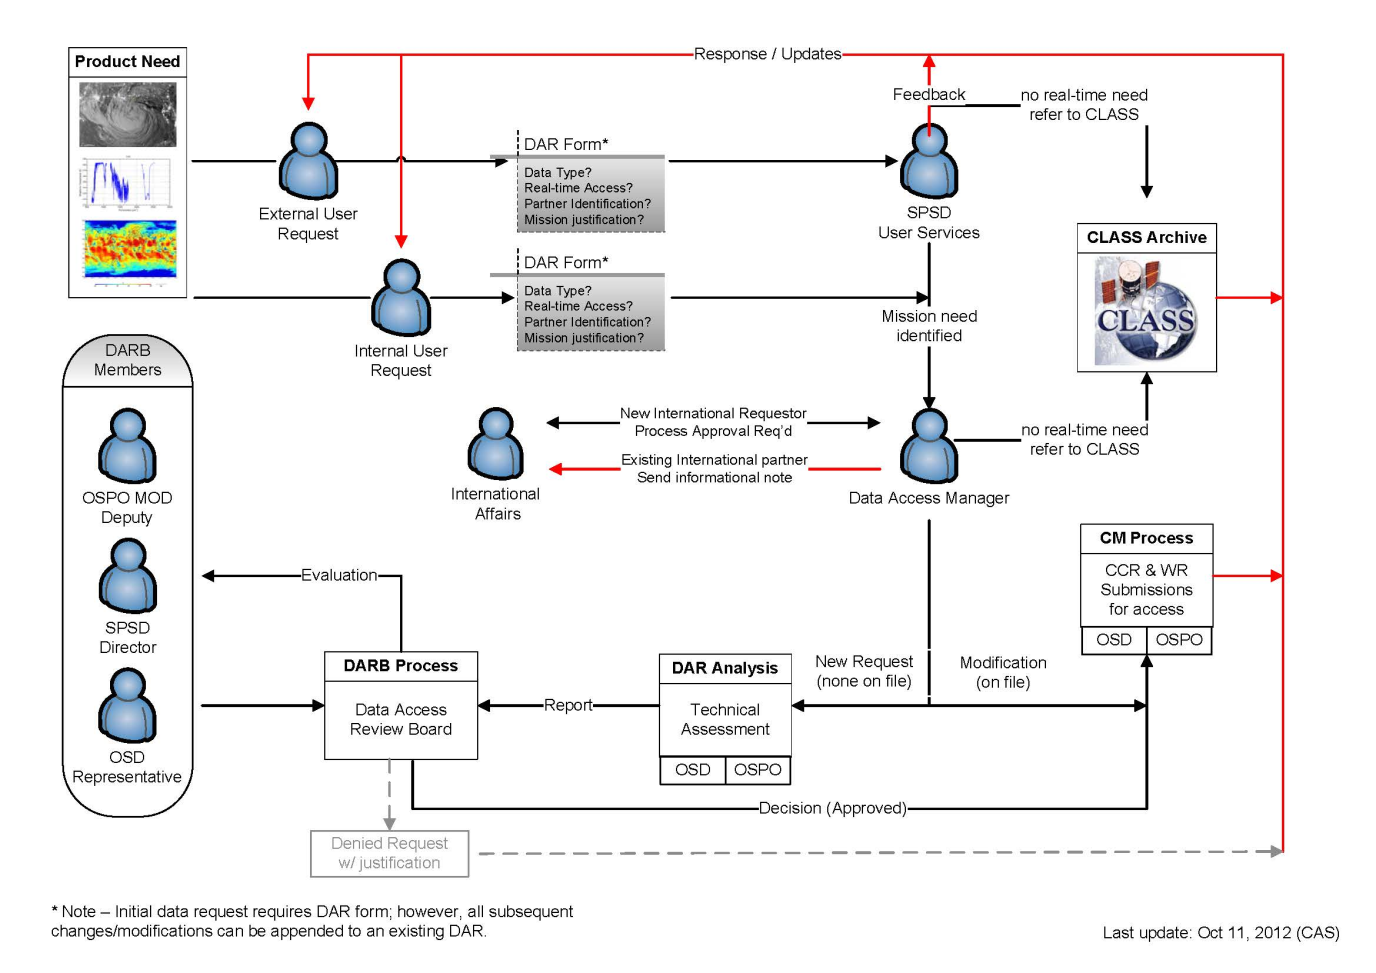 Product Need
Response / Updates
Feedback
no real-time need
refer to CLASS
DAR Form*
Data Type?
Real-time Access?
Partner Identification?
Mission justification?
External User
Request
SPSD
User Services
CLASS Archive
CLASS
DAR Form*
Data Type?
Real-time Access?
Partner Identification?
Mission justification?
Internal User
Request
Mission need
identified
DARB
Members
OSPO MOD
Deputy
SPSD
Director
OSD
Representative
New International Requestor
Process Approval Req'd
Existing International partner
Send informational note
International
Affairs
Data Access Manager
no real-time need
refer to CLASS
CM Process
CCR & WR
Submissions
for access
OSD
OSPO
Evaluation
DARB Process
Data Access
Review Board
Report
DAR Analysis
Technical
Assessment
OSD
OSPO
New Request
(none on file)
Modification
(on file)
Decision (Approved)
Denied Request
w/ justification
* Note – Initial data request requires DAR form; however, all subsequent
changes/modifications can be appended to an existing DAR.
Last update: Oct 11, 2012 (CAS)